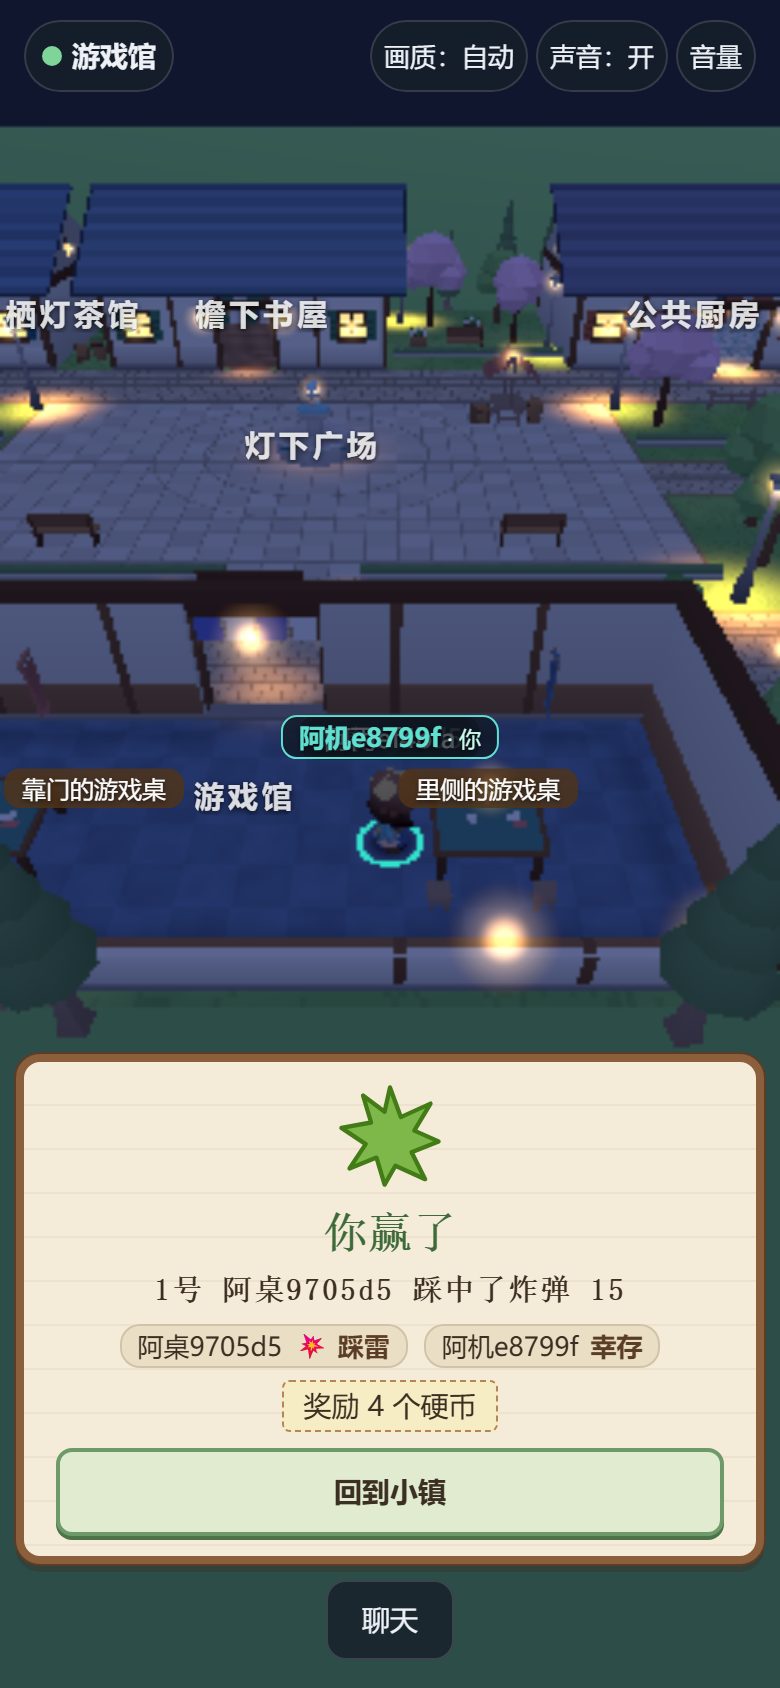 游戏馆
画质：自动
声音：开
音量
栖灯茶馆
檐下书屋
公共厨房
灯下广场
阿机e8799f · 你
靠门的游戏桌
游戏馆
里侧的游戏桌
你赢了
1号 阿桌9705d5 踩中了炸弹 15
阿桌9705d5 💥 踩雷
阿机e8799f 幸存
奖励 4 个硬币
回到小镇
聊天